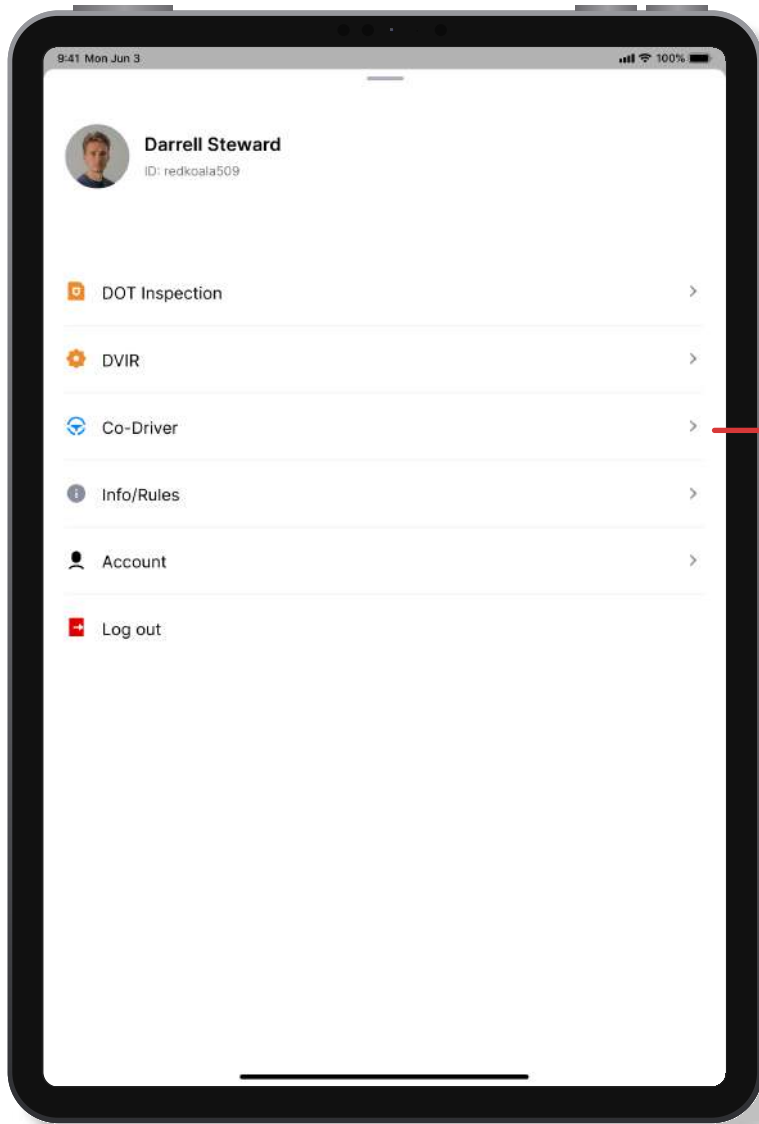 9:41 Mon Jun 3
100%
Darrell Steward
ID: redkoala509
DOT Inspection
DVIR
Co-Driver
Info/Rules
Account
Log out